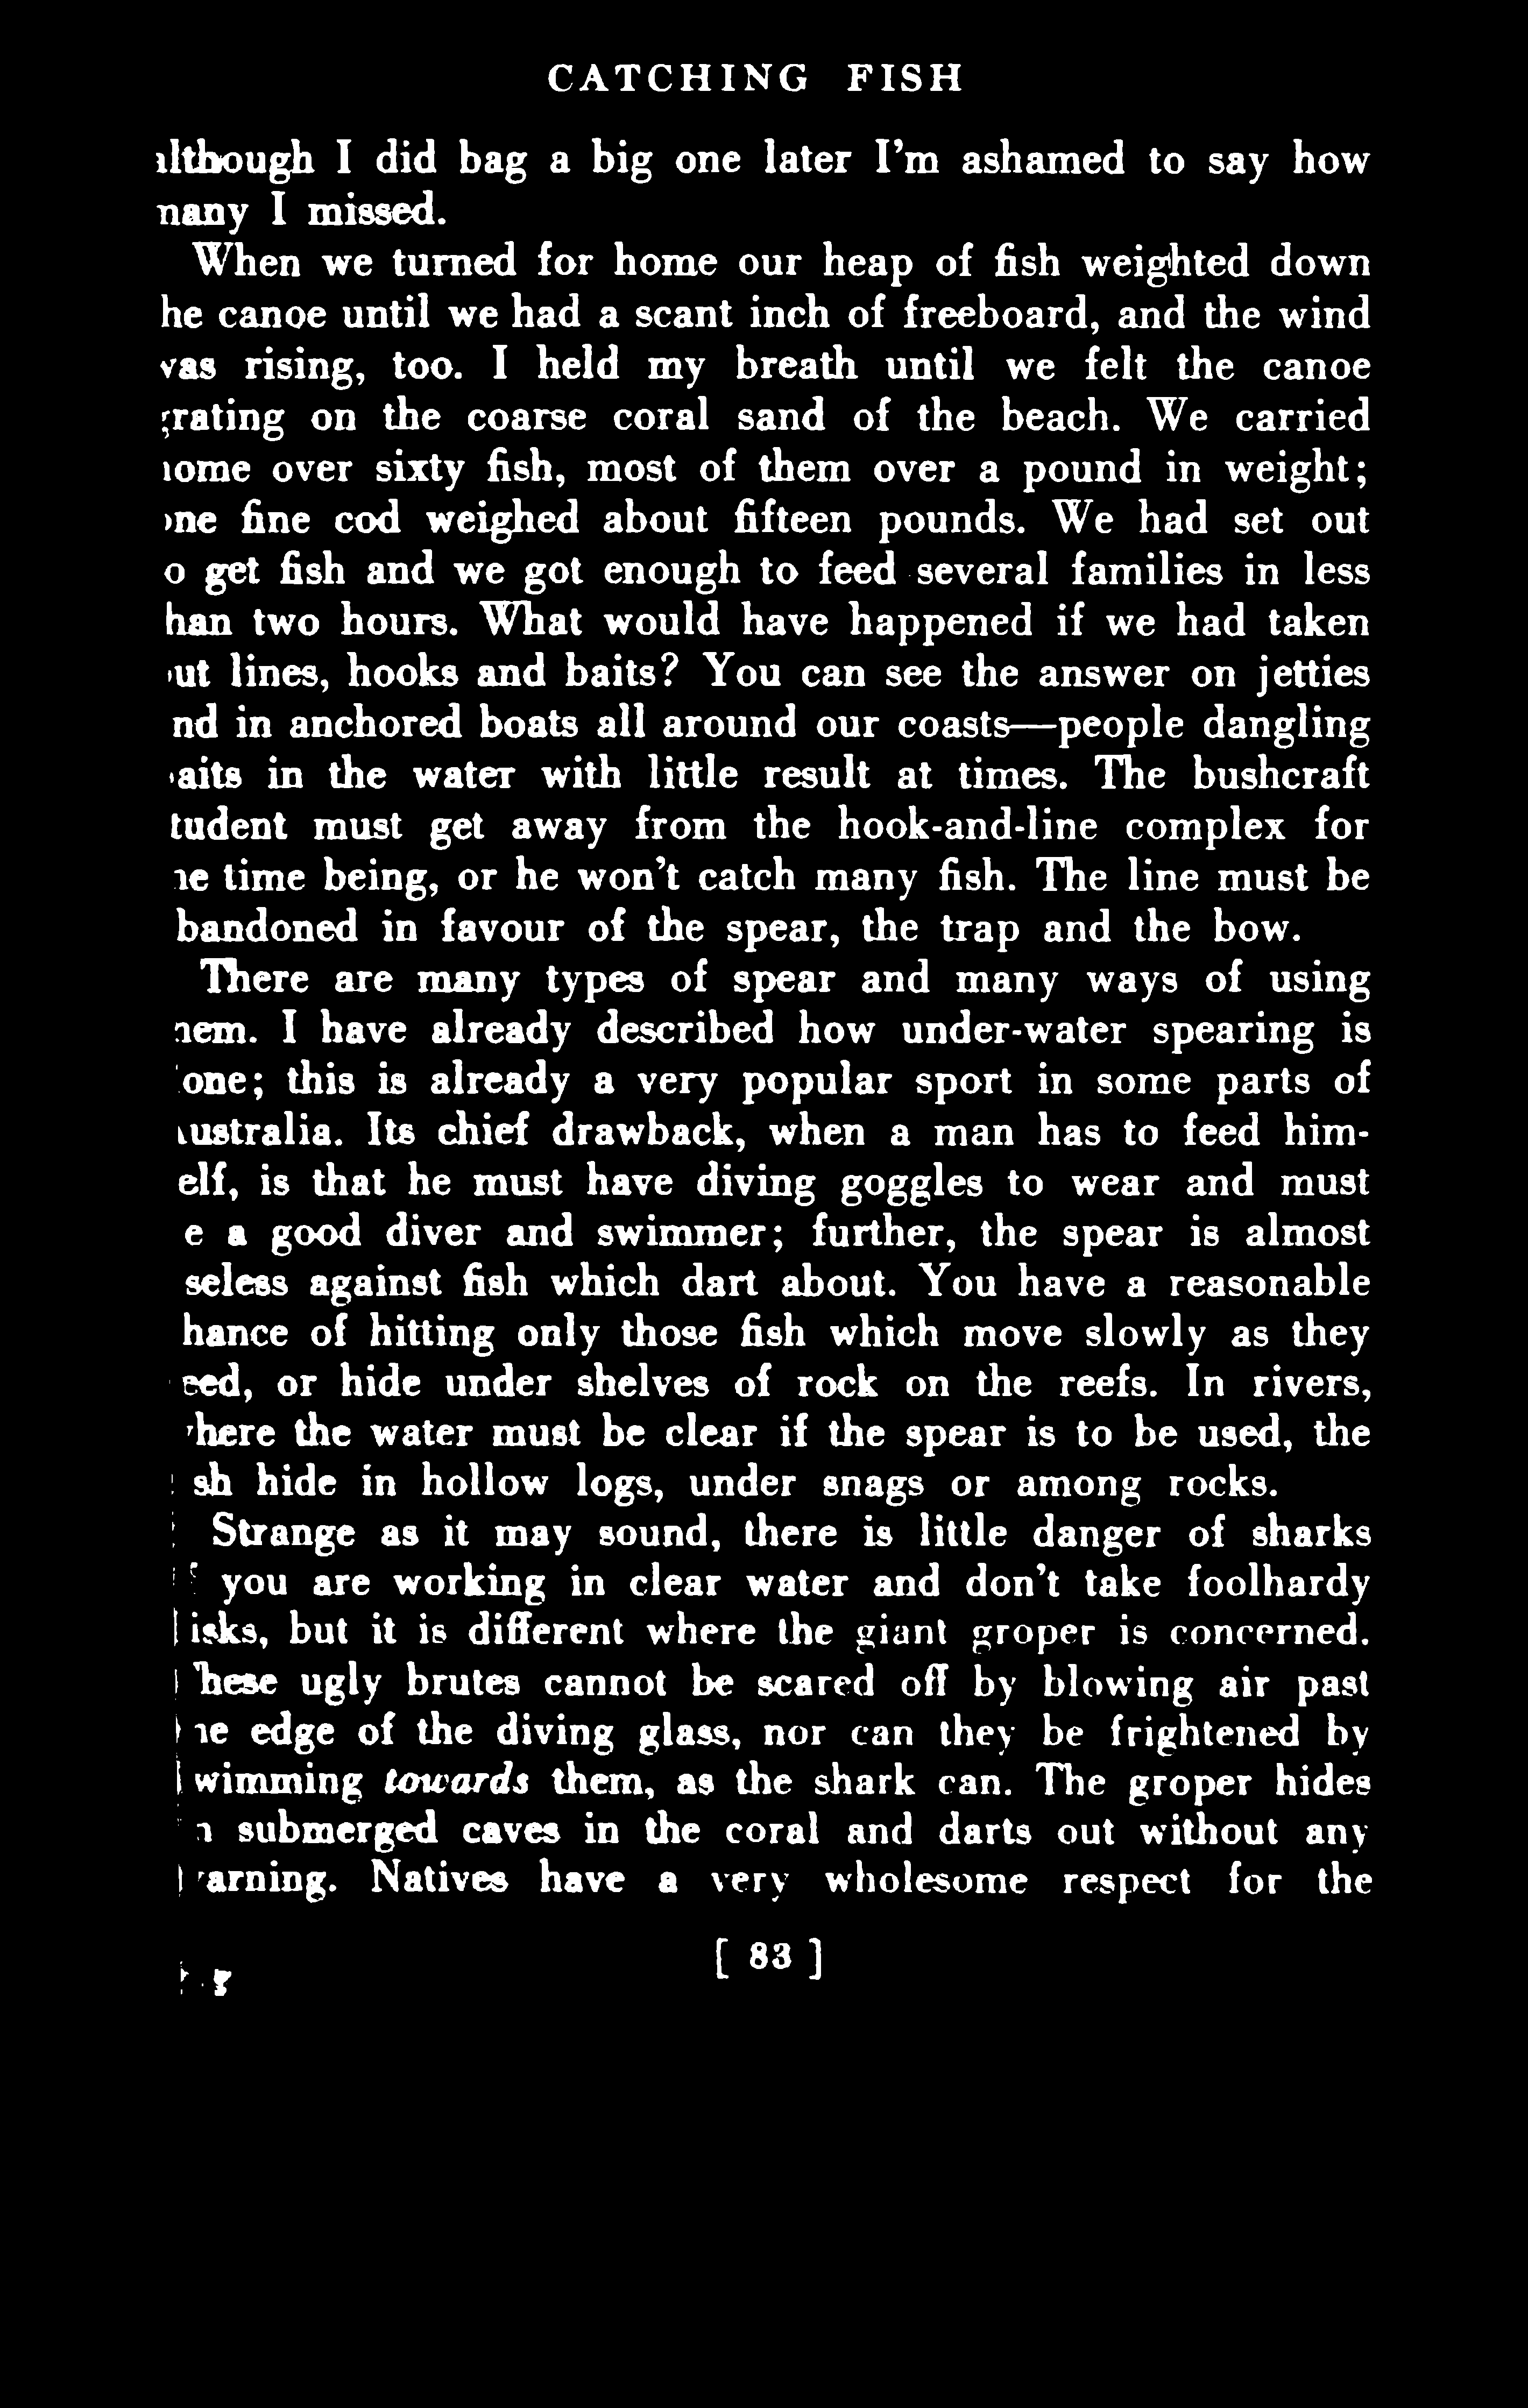 CATCHING FISH
lthough I did bag a big one later I'm ashamed to say how
nany I missed.
When we turned for home our heap of fish weighted down
he canoe until we had a scant inch of freeboard, and the wind
vas rising, too. I held my breath until we felt the canoe
rating on the coarse coral sand of the beach. We carried
ome over sixty fish, most of them over a pound in weight;
ne fine cod weighed about fifteen pounds. We had set out
o get fish and we got enough to feed several families in less
han two hours. What would have happened if we had taken
ut lines, hooks and baits? You can see the answer on jetties
nd in anchored boats all around our coasts—people dangling
aits in the water with little result at times. The bushcraft
tudent must get away from the hook-and-line complex for
e time being, or he won't catch many fish. The line must be
bandoned in favour of the spear, the trap and the bow.
There are many types of spear and many ways of using
em. I have already described how under-water spearing is
one; this is already a very popular sport in some parts of
ustralia. Its chief drawback, when a man has to feed him-
elf, is that he must have diving goggles to wear and must
e a good diver and swimmer; further, the spear is almost
seless against fish which dart about. You have a reasonable
hance of hitting only those fish which move slowly as they
eed, or hide under shelves of rock on the reefs. In rivers,
here the water must be clear if the spear is to be used, the
sh hide in hollow logs, under snags or among rocks.
Strange as it may sound, there is little danger of sharks
you are working in clear water and don't take foolhardy
isks, but it is different where the giant groper is concerned.
hese ugly brutes cannot be scared off by blowing air past
e edge of the diving glass, nor can they be frightened by
wimming towards them, as the shark can. The groper hides
submerged caves in the coral and darts out without any
arning. Natives have a very wholesome respect for the
[ 83 ]